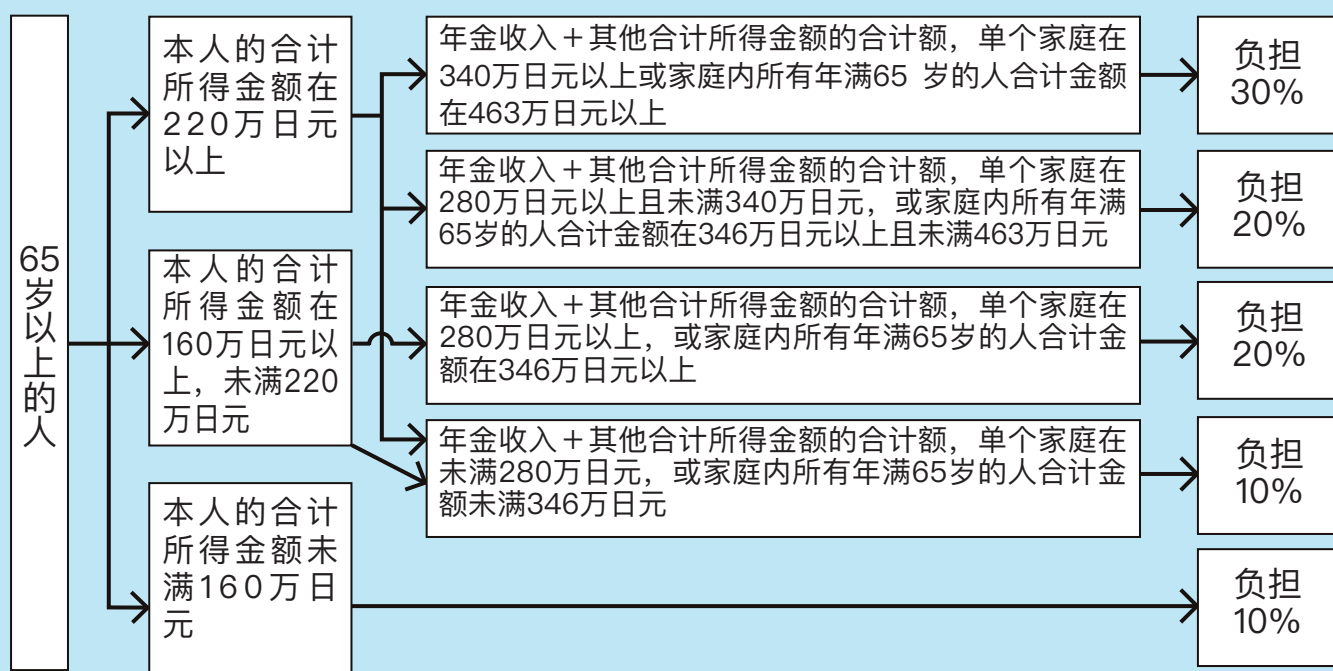 65岁以上的人
本人的合计
所得金额在
220万日元
以上
年金收入＋其他合计所得金额的合计额，单个家庭在
340万日元以上或家庭内所有年满65 岁的人合计金额
在463万日元以上
负担
30%
年金收入＋其他合计所得金额的合计额，单个家庭在
280万日元以上且未满340万日元，或家庭内所有年满
65岁的人合计金额在346万日元以上且未满463万日元
负担
20%
本人的合计
所得金额在
160万日元以
上，未满220
万日元
年金收入＋其他合计所得金额的合计额，单个家庭在
280万日元以上，或家庭内所有年满65岁的人合计金
额在346万日元以上
负担
20%
年金收入＋其他合计所得金额的合计额，单个家庭在
未满280万日元，或家庭内所有年满65岁的人合计金
额未满346万日元
负担
10%
本人的合计
所得金额未
满160万日
元
负担
10%